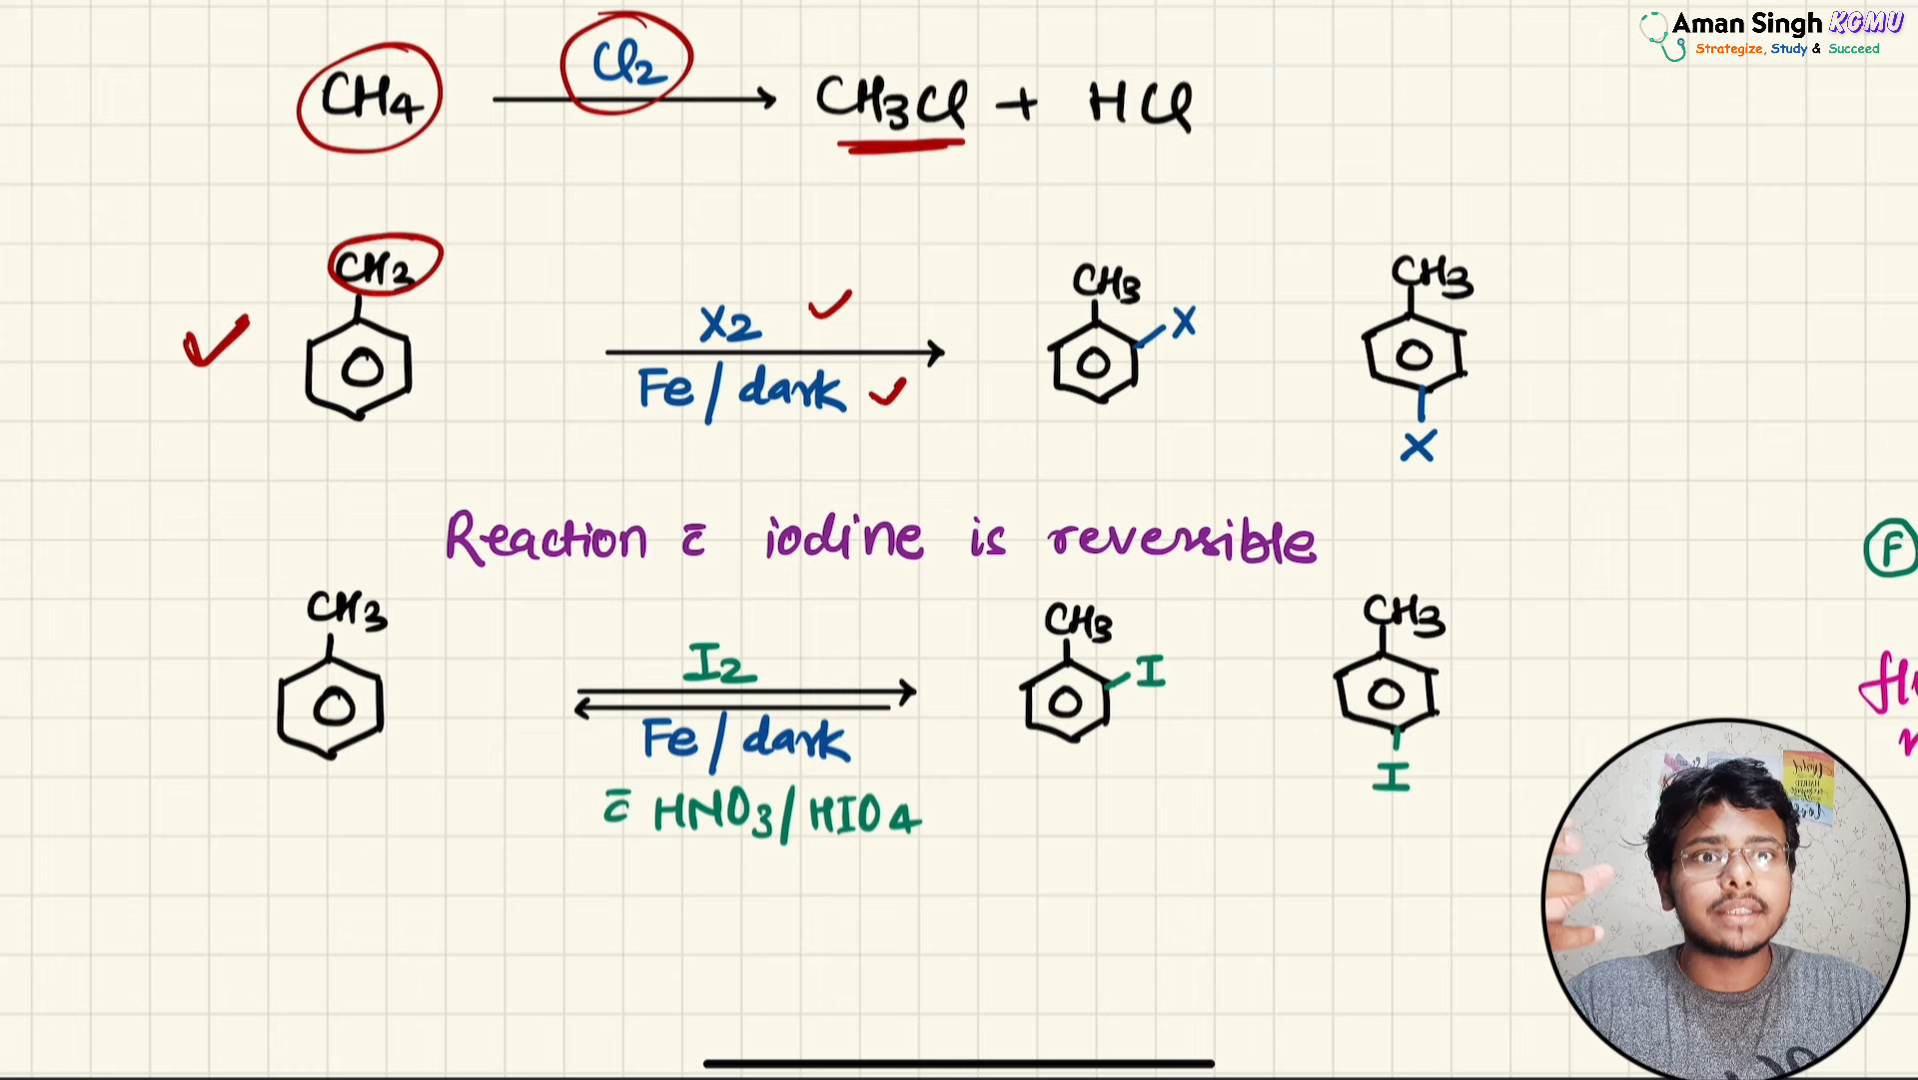 Aman Singh KGMU
Strategize, Study & Succeed
CH4 Cl2 CH3Cl + HCl
CH3 X2 Fe / dark CH3 X CH3 X
Reaction c̄ iodine is reversible
F
CH3 I2 Fe / dark CH3 I CH3 I
c̄ HNO3 / HIO4